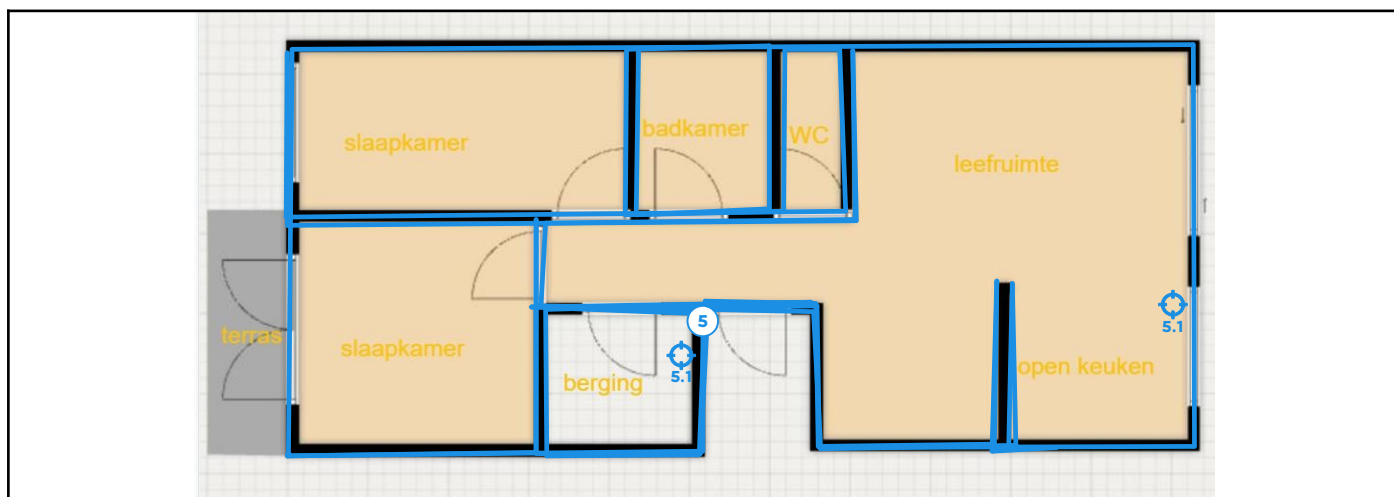 slaapkamer
badkamer
WC
leefruimte
terras
slaapkamer
berging
5
5.1
5.1
open keuken